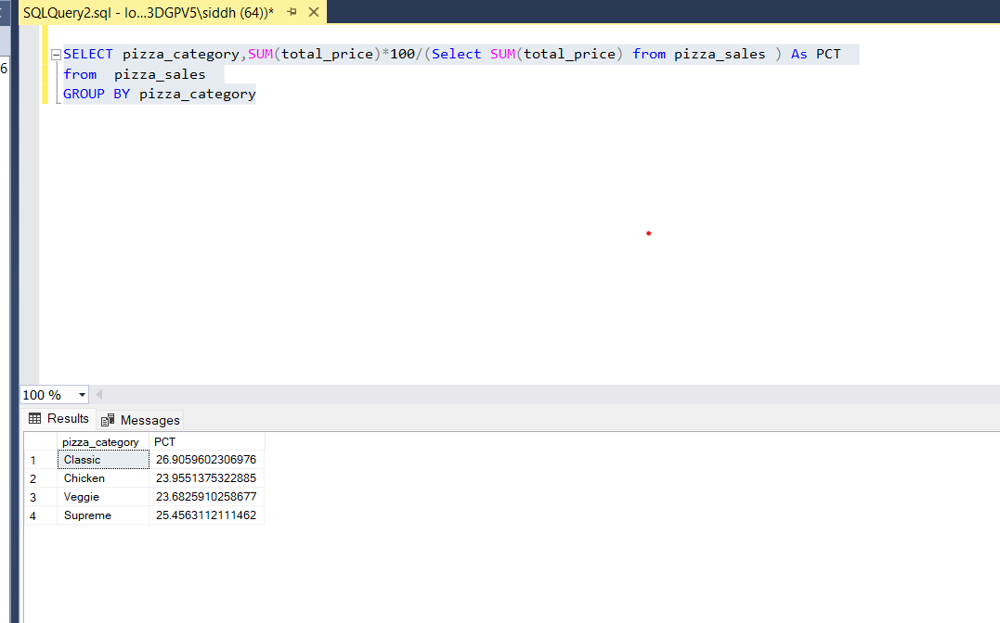 SQLQuery2.sql - lo...3DGPV5\siddh (64))*
6
SELECT pizza_category,SUM(total_price)*100/(Select SUM(total_price) from pizza_sales ) As PCT
from  pizza_sales
GROUP BY pizza_category
100 %
Results Messages
pizza_category PCT
1 Classic 26.9059602306976
2 Chicken 23.9551375322885
3 Veggie 23.6825910258677
4 Supreme 25.4563112111462